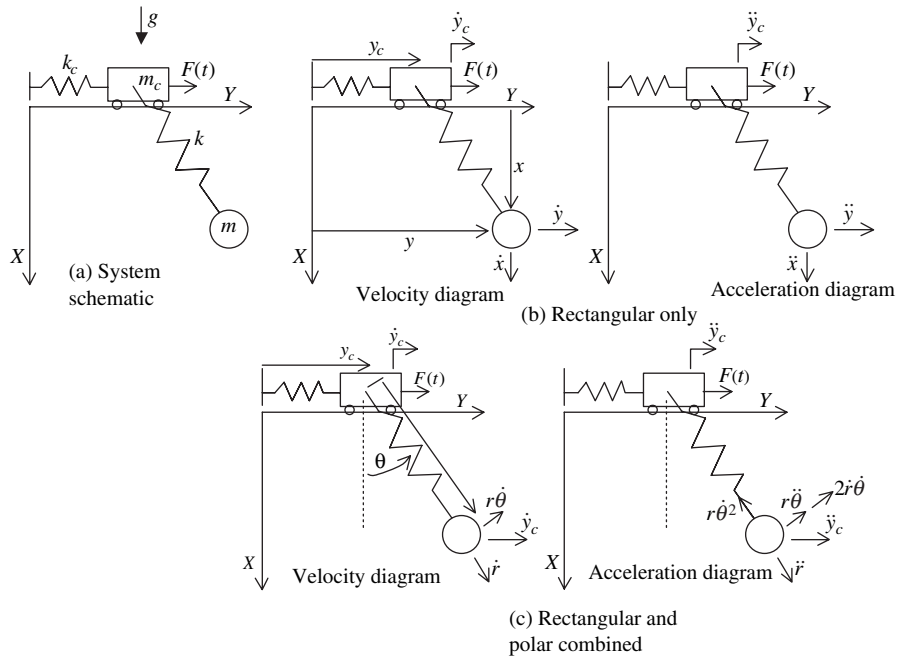 g
k_c
m_c
F(t)
Y
k
m
X
(a) System
schematic
ẏ_c
y_c
F(t)
Y
x
y
ẏ
ẋ
X
Velocity diagram
ÿ_c
F(t)
Y
ÿ
ẍ
X
Acceleration diagram
(b) Rectangular only
ẏ_c
y_c
F(t)
Y
θ
rθ̇
ẏ_c
ṙ
X
Velocity diagram
ÿ_c
F(t)
Y
rθ̇²
rθ̈
2ṙθ̇
ÿ_c
r̈
X
Acceleration diagram
(c) Rectangular and
polar combined